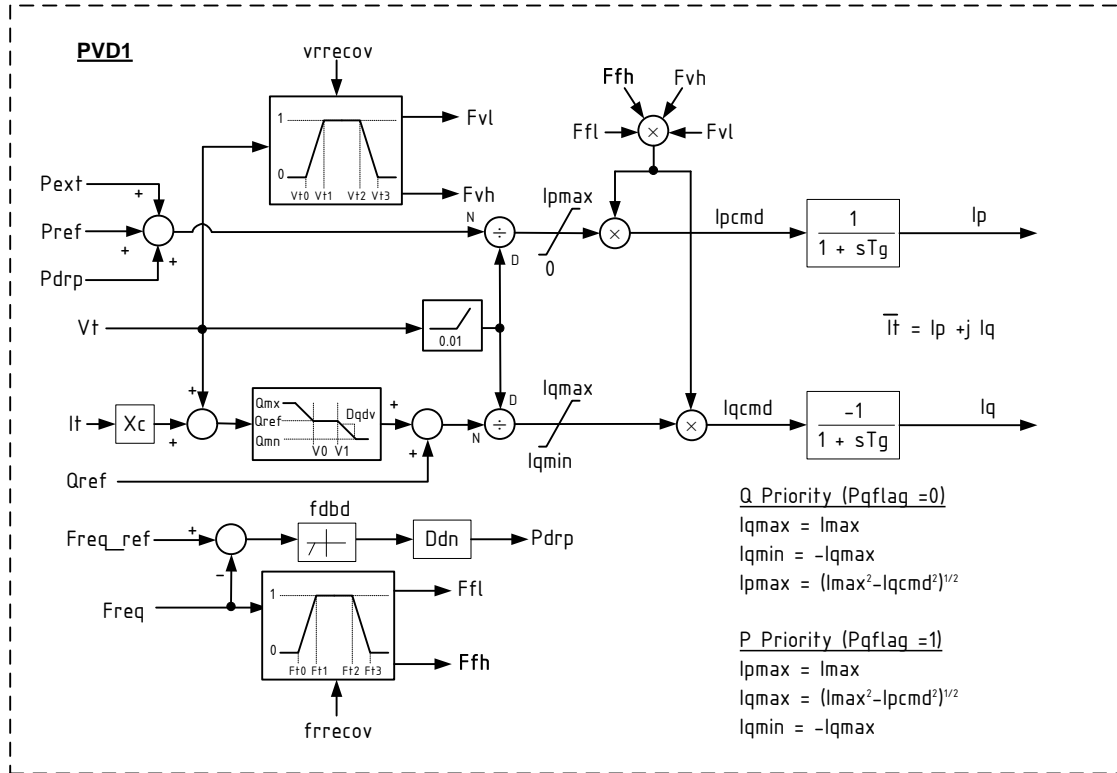 PVD1
vrrecov
Ffh
Fvh
Ffl
×
Fvl
1
0
Vt0 Vt1 Vt2 Vt3
Fvl
Fvh
Pext
+
Pref
+
Pdrp
+
N
÷
D
Ipmax
0
×
Ipcmd
1
1 + sTg
Ip
Vt
0.01
It = Ip +j Iq
It
Xc
+
+
Qmx
Qref
Qmn
Dqdv
V0 V1
+
+
N
÷
D
Iqmax
Iqmin
×
Iqcmd
-1
1 + sTg
Iq
Qref
Freq_ref
+
-
fdbd
Ddn
Pdrp
Freq
1
0
Ft0 Ft1 Ft2 Ft3
Ffl
Ffh
frrecov
Q Priority (Pqflag =0)
Iqmax = Imax
Iqmin = -Iqmax
Ipmax = (Imax²-Iqcmd²)¹/²
P Priority (Pqflag =1)
Ipmax = Imax
Iqmax = (Imax²-Ipcmd²)¹/²
Iqmin = -Iqmax